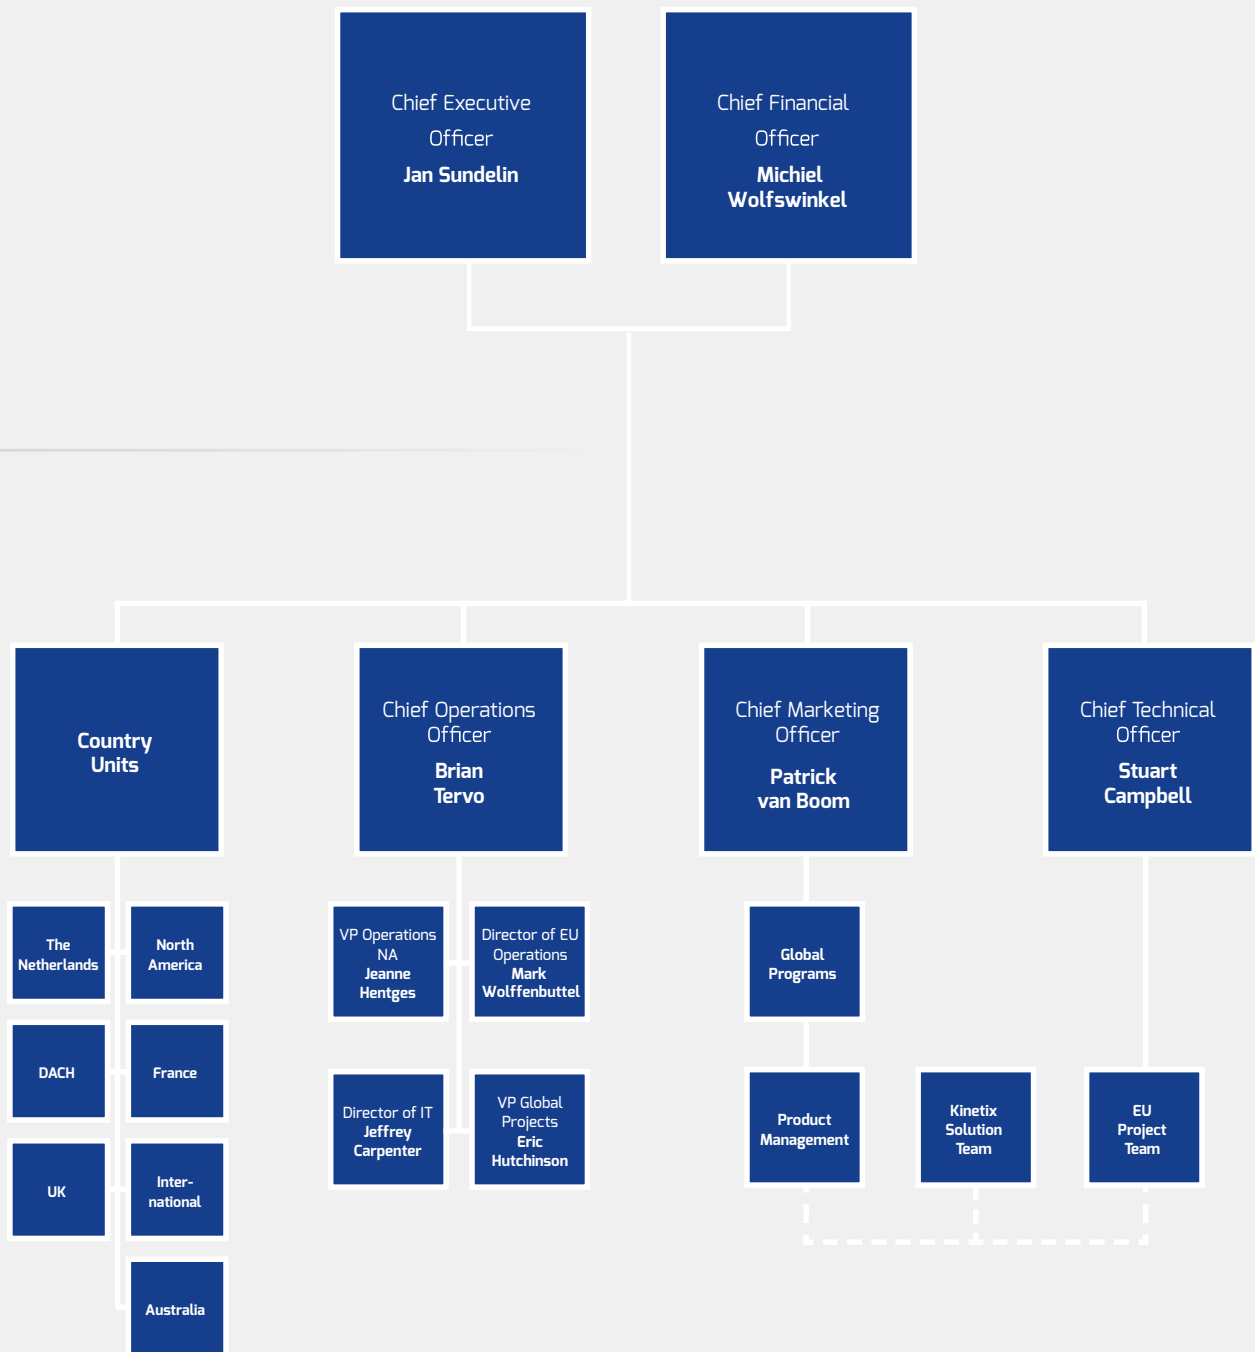 Chief Executive
Officer
Jan Sundelin
Chief Financial
Officer
Michiel
Wolfswinkel
Country
Units
Chief Operations
Officer
Brian
Tervo
Chief Marketing
Officer
Patrick
van Boom
Chief Technical
Officer
Stuart
Campbell
The
Netherlands
North
America
VP Operations
NA
Jeanne
Hentges
Director of EU
Operations
Mark
Wolffenbuttel
Global
Programs
DACH
France
Director of IT
Jeffrey
Carpenter
VP Global
Projects
Eric
Hutchinson
Product
Management
Kinetix
Solution
Team
EU
Project
Team
UK
Inter-
national
Australia